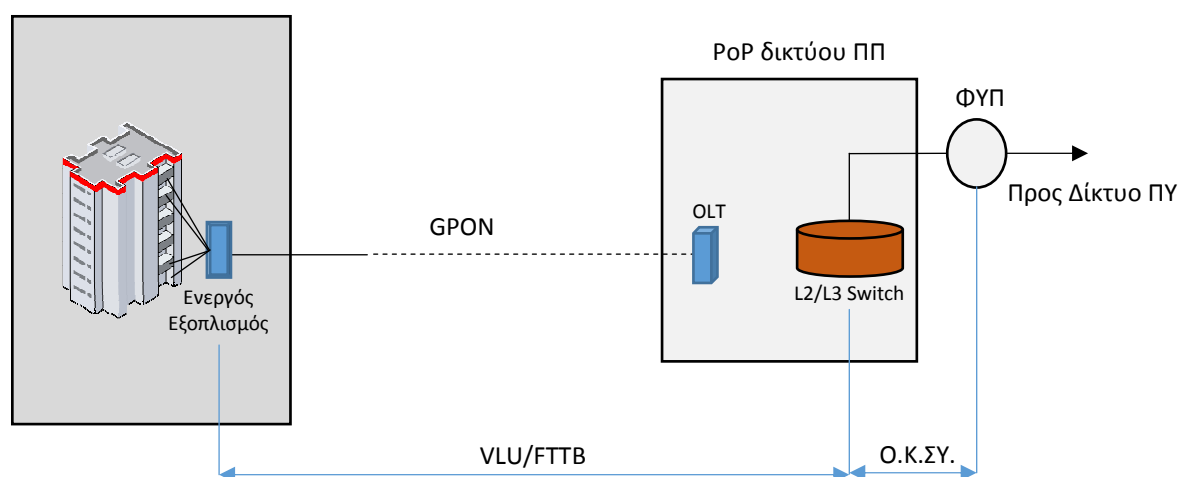 PoP δικτύου ΠΠ
ΦΥΠ
Προς Δίκτυο ΠΥ
GPON
OLT
L2/L3 Switch
Ενεργός
Εξοπλισμός
VLU/FTTB
Ο.Κ.ΣΥ.